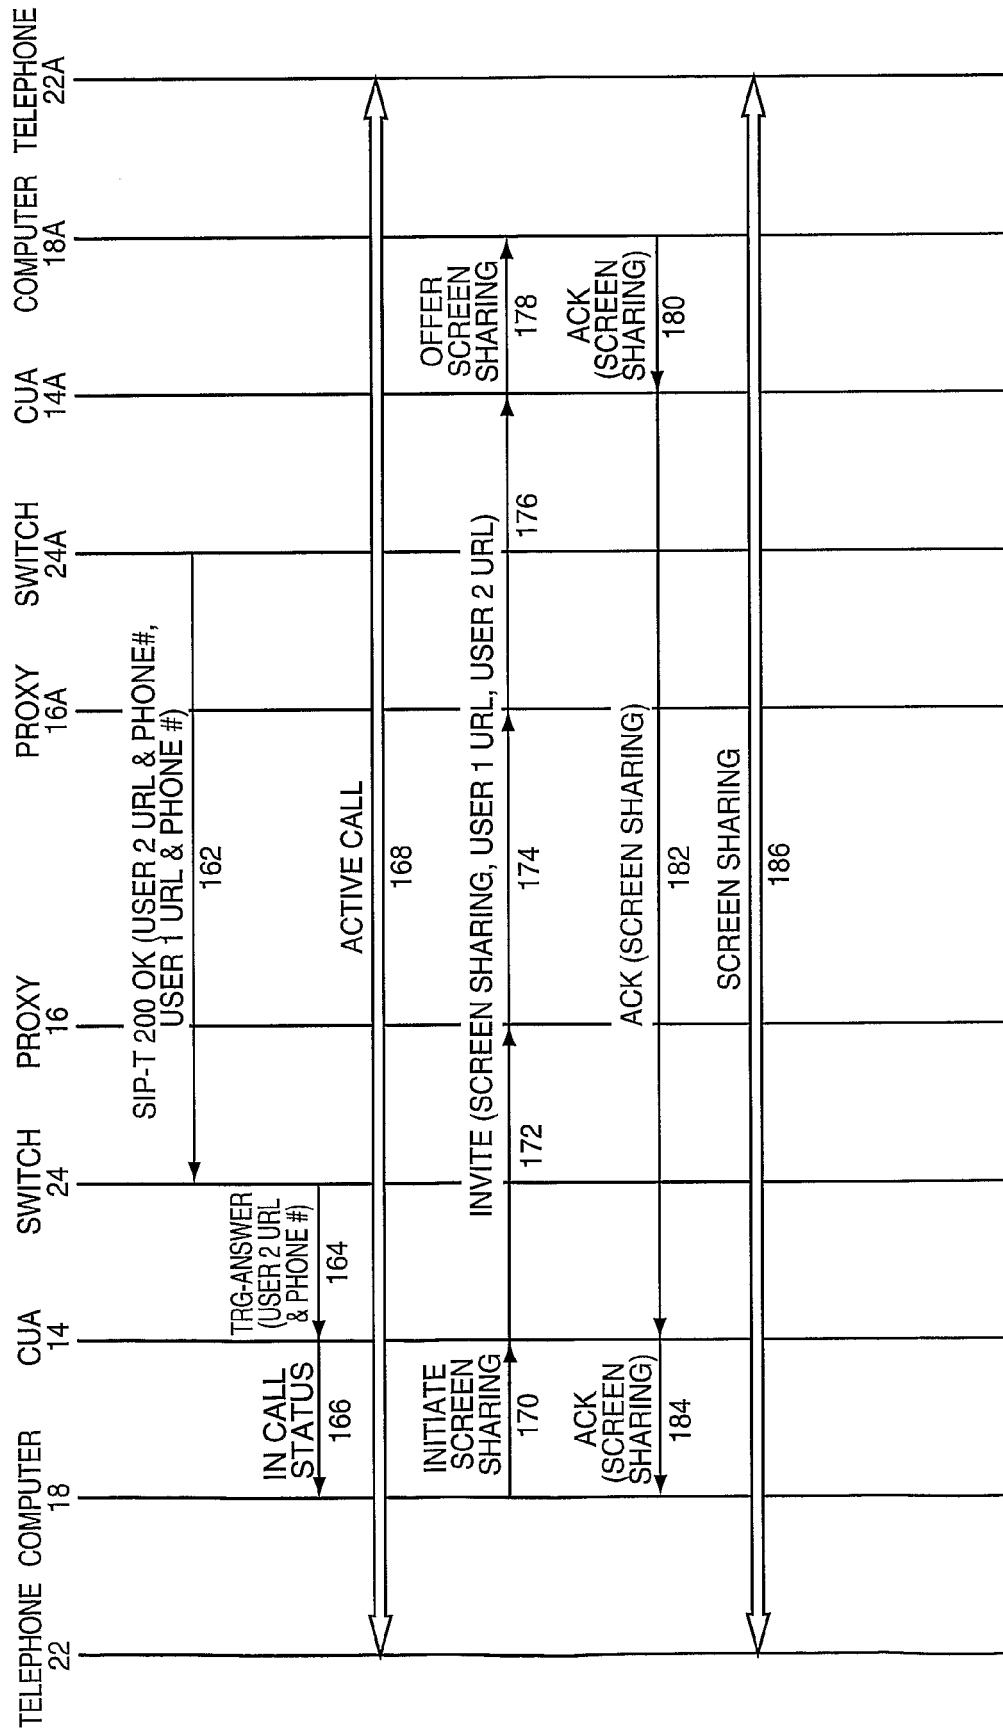 TELEPHONE
22
COMPUTER
18
CUA
14
SWITCH
24
PROXY
16
PROXY
16A
SWITCH
24A
CUA
14A
COMPUTER
18A
TELEPHONE
22A
SIP-T 200 OK (USER 2 URL & PHONE#,
USER 1 URL & PHONE #)
162
TRG-ANSWER
(USER 2 URL
& PHONE #)
164
IN CALL
STATUS
166
ACTIVE CALL
168
INITIATE
SCREEN
SHARING
170
INVITE (SCREEN SHARING, USER 1 URL, USER 2 URL)
172
174
176
OFFER
SCREEN
SHARING
178
ACK
(SCREEN
SHARING)
180
ACK (SCREEN SHARING)
182
ACK
(SCREEN
SHARING)
184
SCREEN SHARING
186